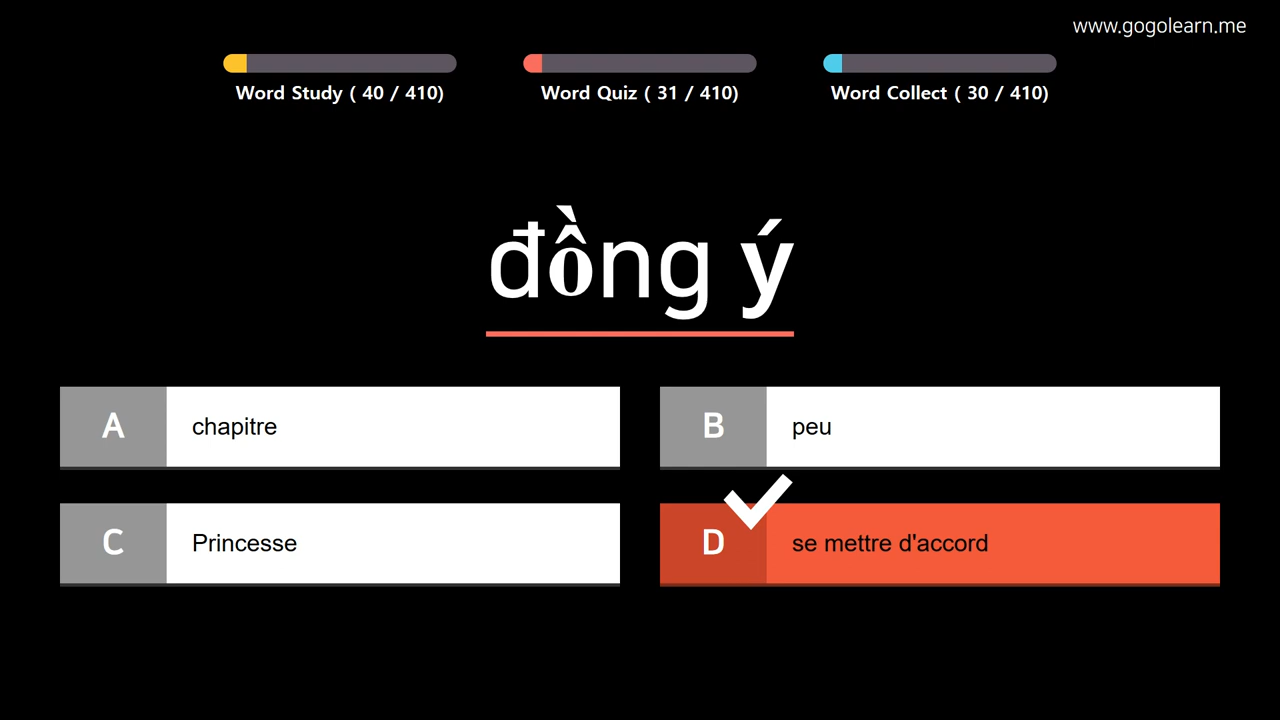 www.gogolearn.me
Word Study ( 40 / 410)
Word Quiz ( 31 / 410)
Word Collect ( 30 / 410)
đồng ý
A chapitre
B peu
C Princesse
D se mettre d'accord